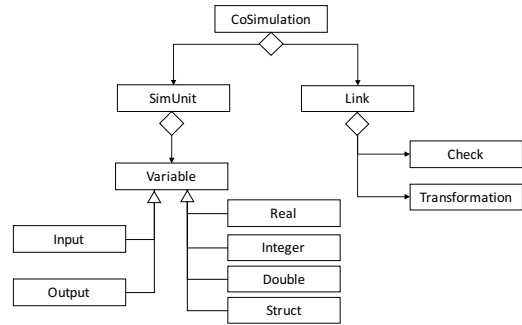 CoSimulation
SimUnit
Link
Check
Variable
Transformation
Real
Input
Integer
Double
Output
Struct